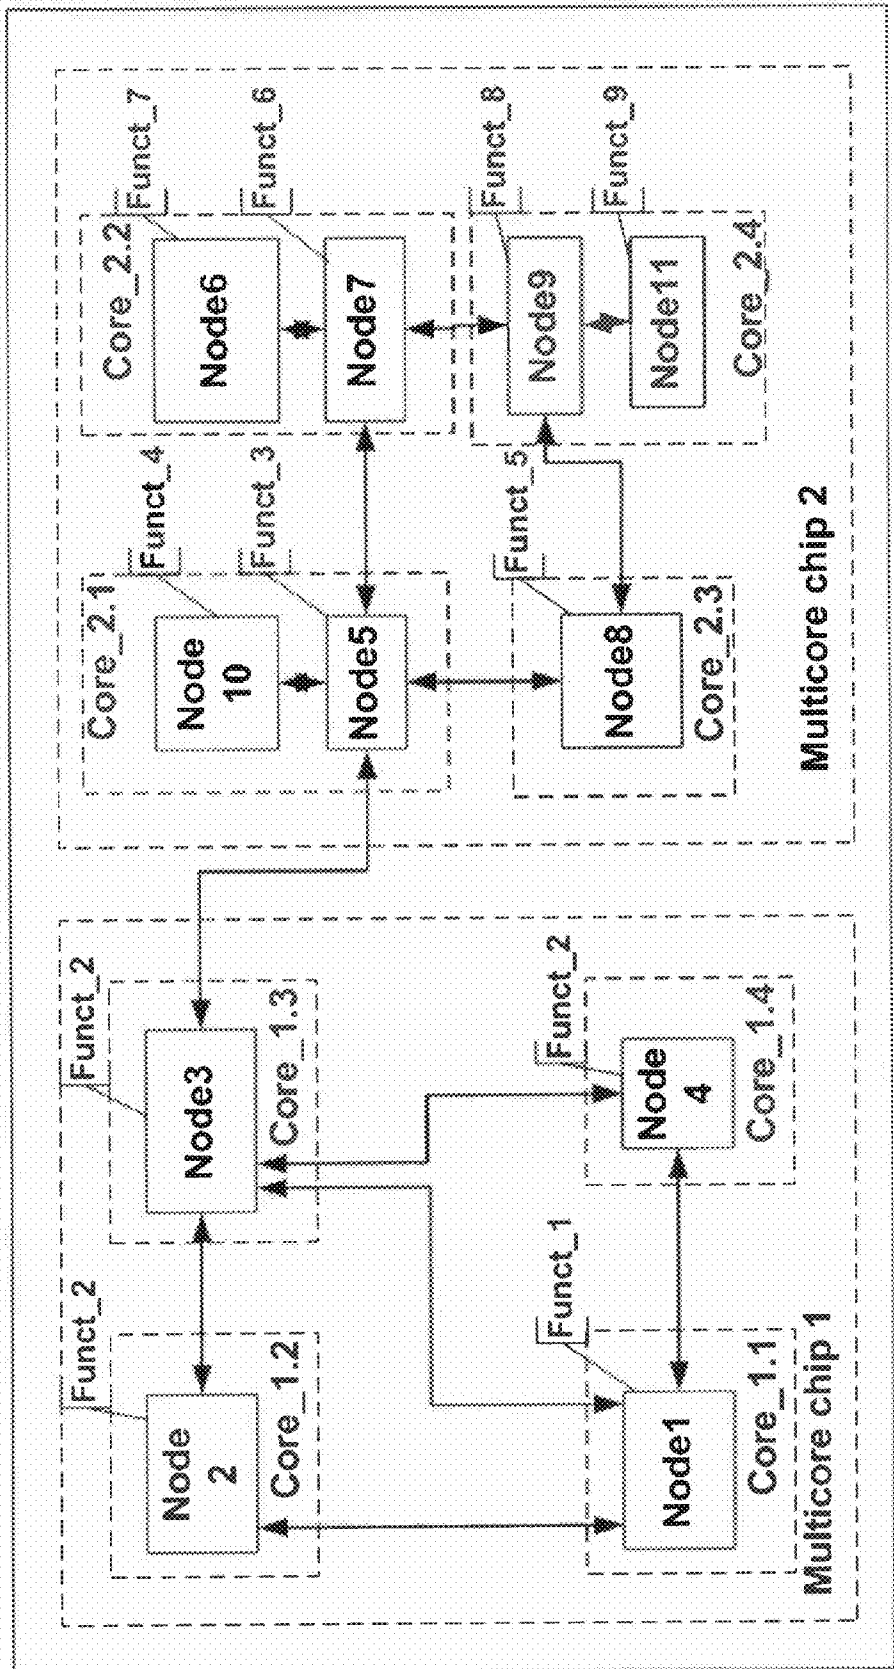 Funct_2
Node
2
Core_1.2
Funct_2
Node3
Core_1.3
Funct_1
Node1
Core_1.1
Funct_2
Node
4
Core_1.4
Multicore chip 1
Core_2.1
Funct_4
Node
10
Funct_3
Node5
Core_2.2
Funct_7
Node6
Funct_6
Node7
Funct_5
Node8
Core_2.3
Funct_8
Node9
Funct_9
Node11
Core_2.4
Multicore chip 2